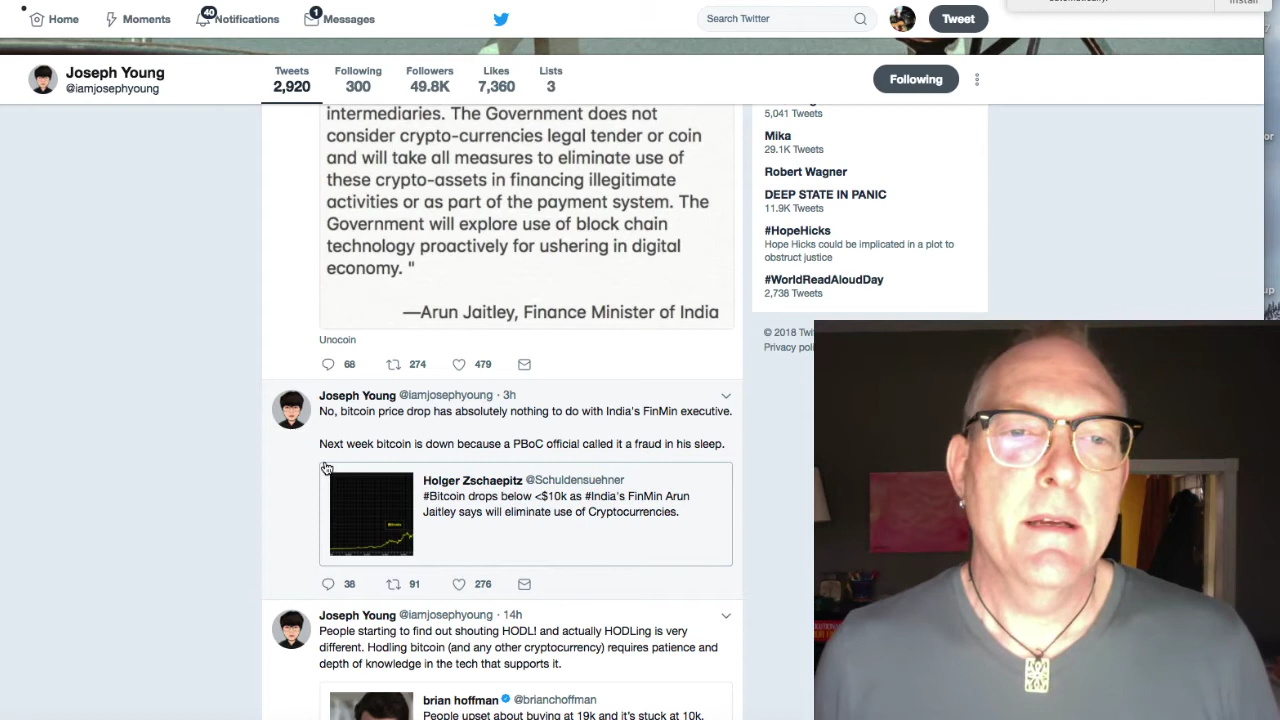 automatically.
Install
Home
Moments
40
Notifications
1
Messages
Search Twitter
Tweet
Joseph Young
@iamjosephyoung
Tweets
2,920
Following
300
Followers
49.8K
Likes
7,360
Lists
3
Following
intermediaries. The Government does not
consider crypto-currencies legal tender or coin
and will take all measures to eliminate use of
these crypto-assets in financing illegitimate
activities or as part of the payment system. The
Government will explore use of block chain
technology proactively for ushering in digital
economy. "
—Arun Jaitley, Finance Minister of India
Unocoin
68 274 479
Joseph Young @iamjosephyoung · 3h
No, bitcoin price drop has absolutely nothing to do with India's FinMin executive.
Next week bitcoin is down because a PBoC official called it a fraud in his sleep.
Holger Zschaepitz @Schuldensuehner
#Bitcoin drops below <$10k as #India's FinMin Arun
Jaitley says will eliminate use of Cryptocurrencies.
38 91 276
Joseph Young @iamjosephyoung · 14h
People starting to find out shouting HODL! and actually HODLing is very
different. Hodling bitcoin (and any other cryptocurrency) requires patience and
depth of knowledge in the tech that supports it.
brian hoffman @brianchoffman
People upset about buying at 19k and it's stuck at 10k.
5,041 Tweets
Mika
29.1K Tweets
Robert Wagner
DEEP STATE IN PANIC
11.9K Tweets
#HopeHicks
Hope Hicks could be implicated in a plot to
obstruct justice
#WorldReadAloudDay
2,738 Tweets
© 2018 Twi
Privacy poli